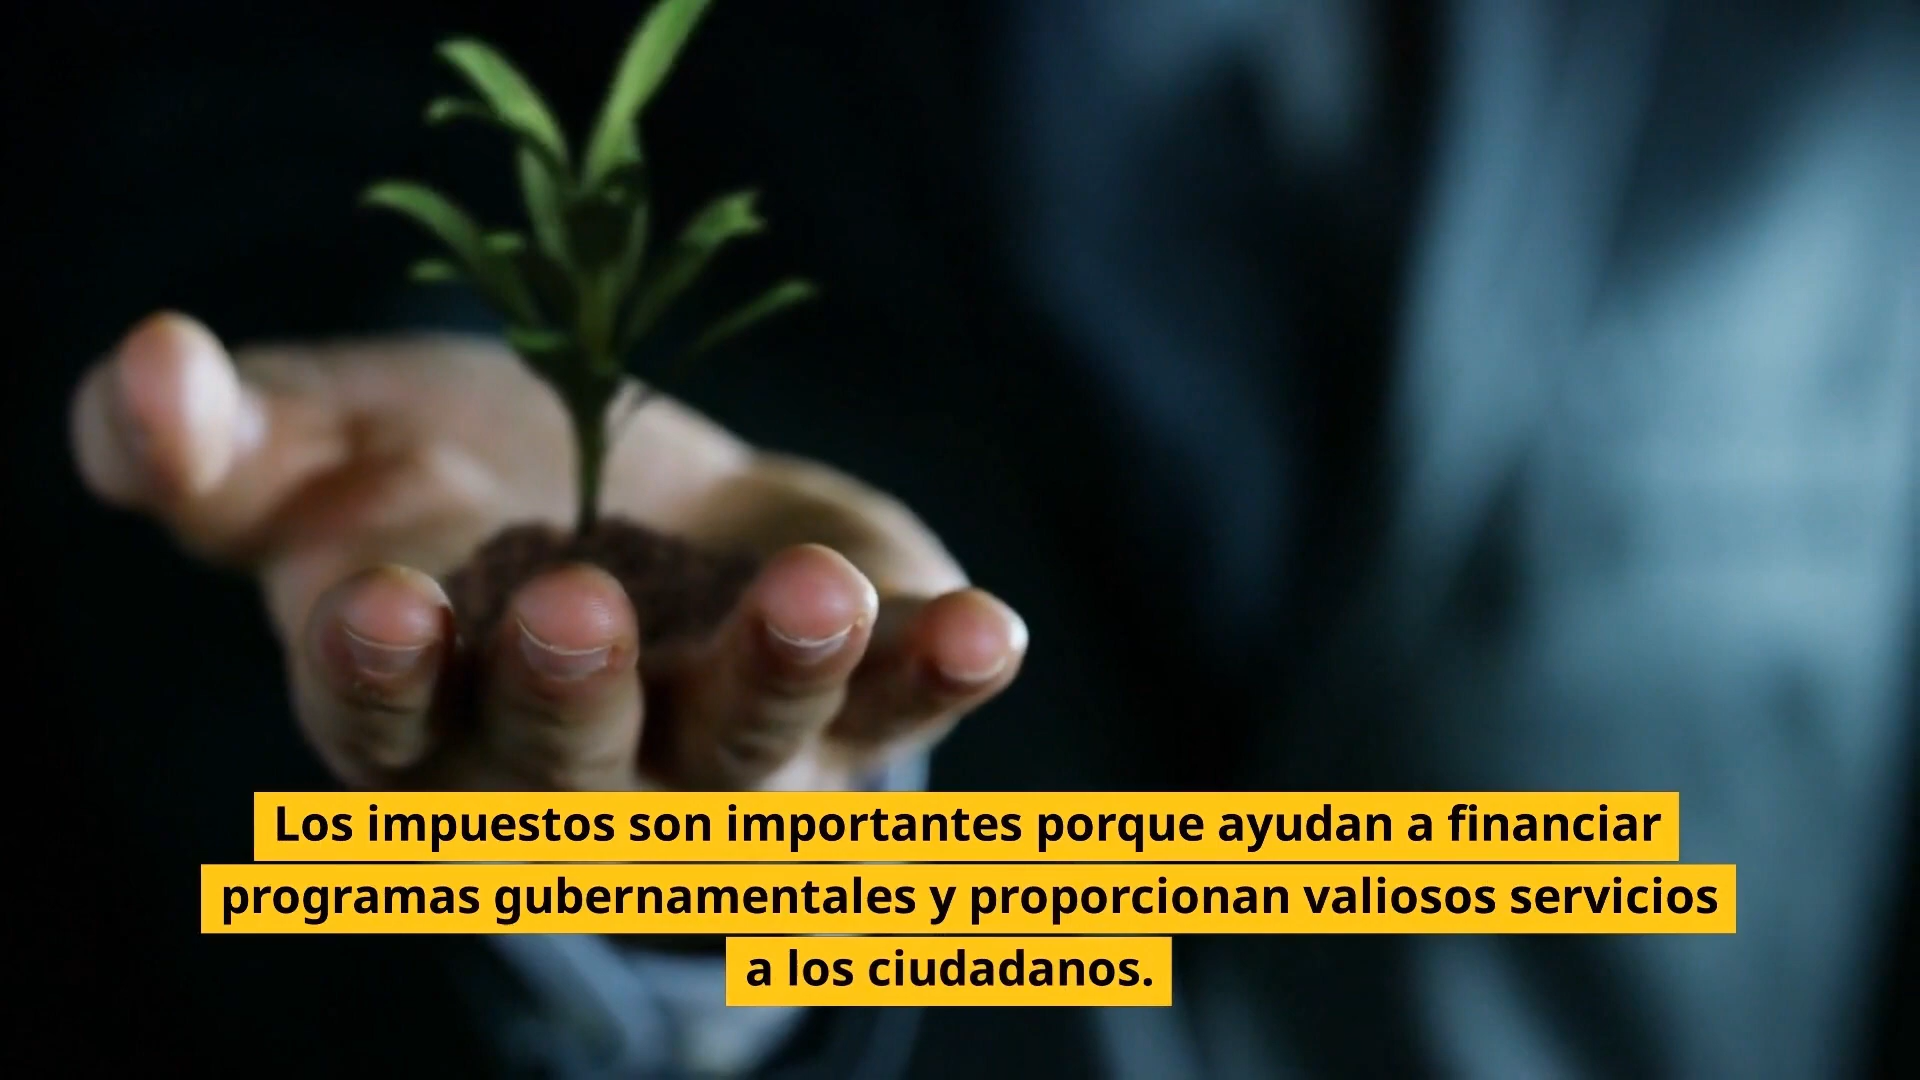 Los impuestos son importantes porque ayudan a financiar
programas gubernamentales y proporcionan valiosos servicios
a los ciudadanos.